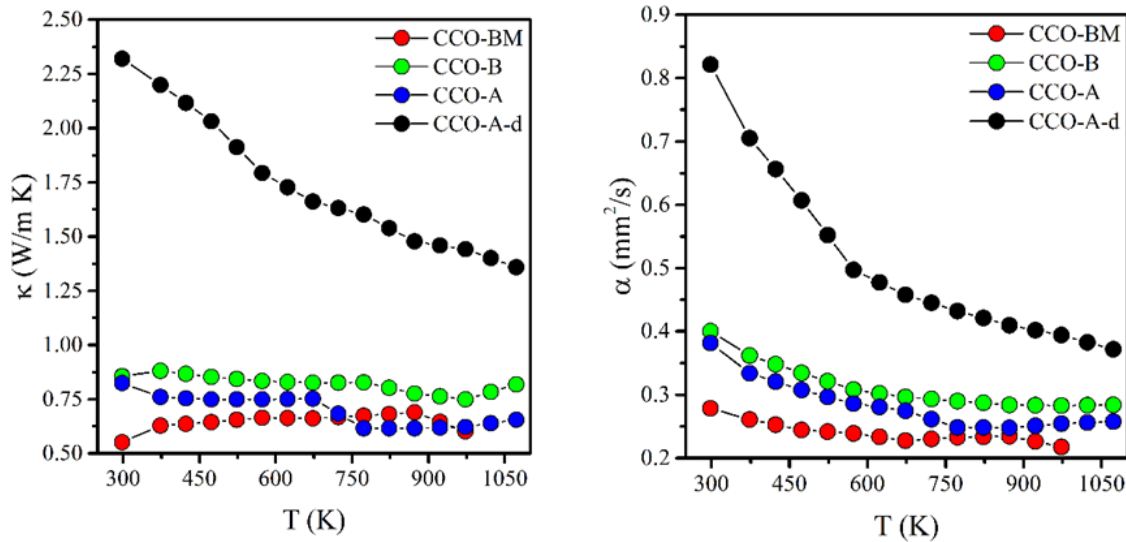 2.50
2.25
2.00
1.75
1.50
1.25
1.00
0.75
0.50
κ (W/m K)
CCO-BM
CCO-B
CCO-A
CCO-A-d
300 450 600 750 900 1050
T (K)
0.9
0.8
0.7
0.6
0.5
0.4
0.3
0.2
α (mm²/s)
CCO-BM
CCO-B
CCO-A
CCO-A-d
300 450 600 750 900 1050
T (K)